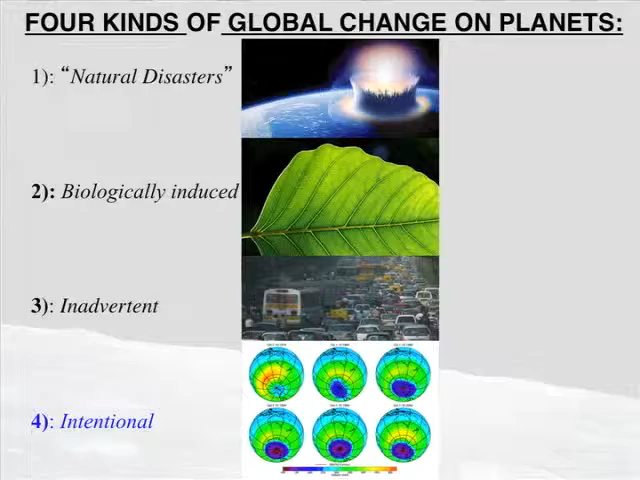 FOUR KINDS OF GLOBAL CHANGE ON PLANETS:
1): “Natural Disasters”
2): Biologically induced
3): Inadvertent
4): Intentional